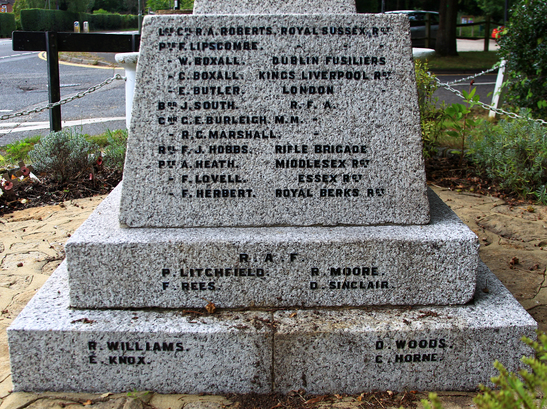 Lce Cpl R.A. ROBERTS, ROYAL SUSSEX. Rgt
Pte F. LIPSCOMBE.
- W. BOXALL. DUBLIN FUSILIERS
- C. BOXALL. KINGS LIVERPOOL Rgt
- E. BUTLER. LONDON -
Bdr J. SOUTH. R.F.A.
Gnr C.E. BURLEIGH. M.M. -
- R.G. MARSHALL. -
Rfn F.J. HOBBS. RIFLE BRIGADE
Pte A. HEATH. MIDDLESEX Rgt
- F. LOVELL. ESSEX Rgt
- F. HERBERT. ROYAL BERKS. Rgt
R.A.F
P. LITCHFIELD. R. MOORE.
F. REES. D. SINCLAIR.
R. WILLIAMS. D. WOODS.
E. KNOX. C. HORNE.